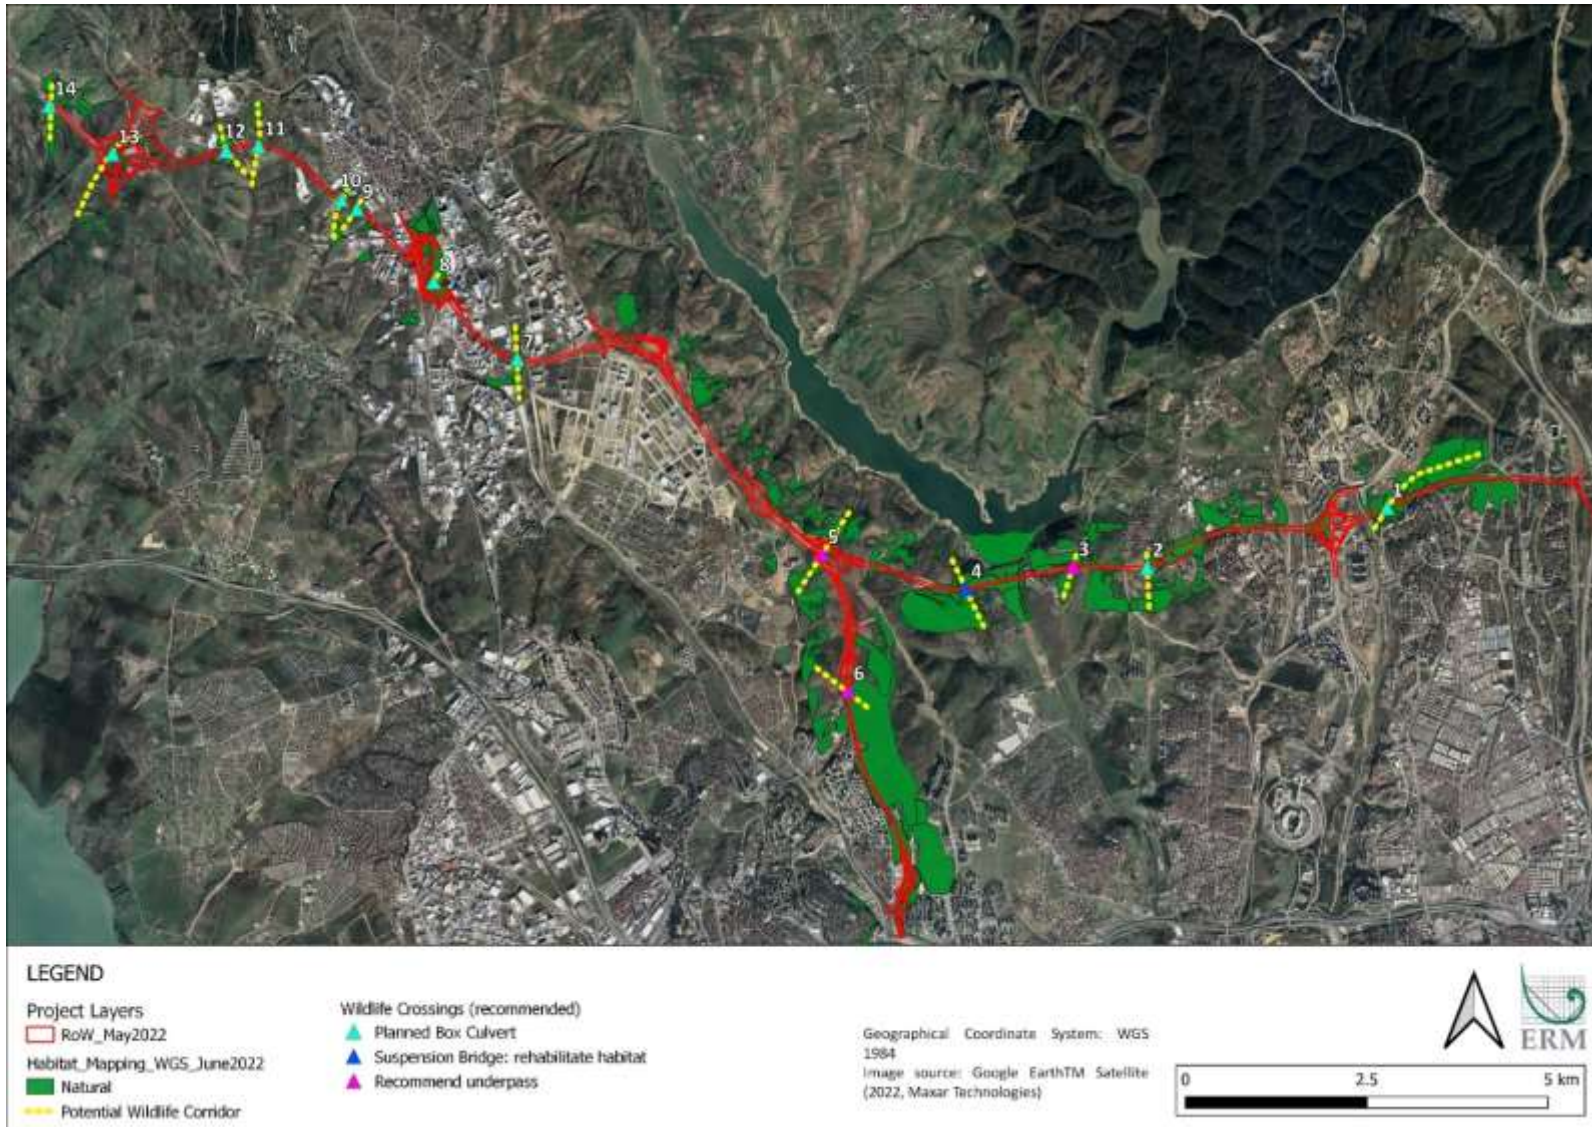 14
13
12
11
10
9
8
7
5
4
3
2
1
6
LEGEND
Project Layers
RoW_May2022
Habitat_Mapping_WGS_June2022
Natural
Potential Wildlife Corridor
Wildlife Crossings (recommended)
Planned Box Culvert
Suspension Bridge: rehabilitate habitat
Recommend underpass
Geographical Coordinate System: WGS
1984
Image source: Google EarthTM Satellite
(2022, Maxar Technologies)
ERM
0 2.5 5 km